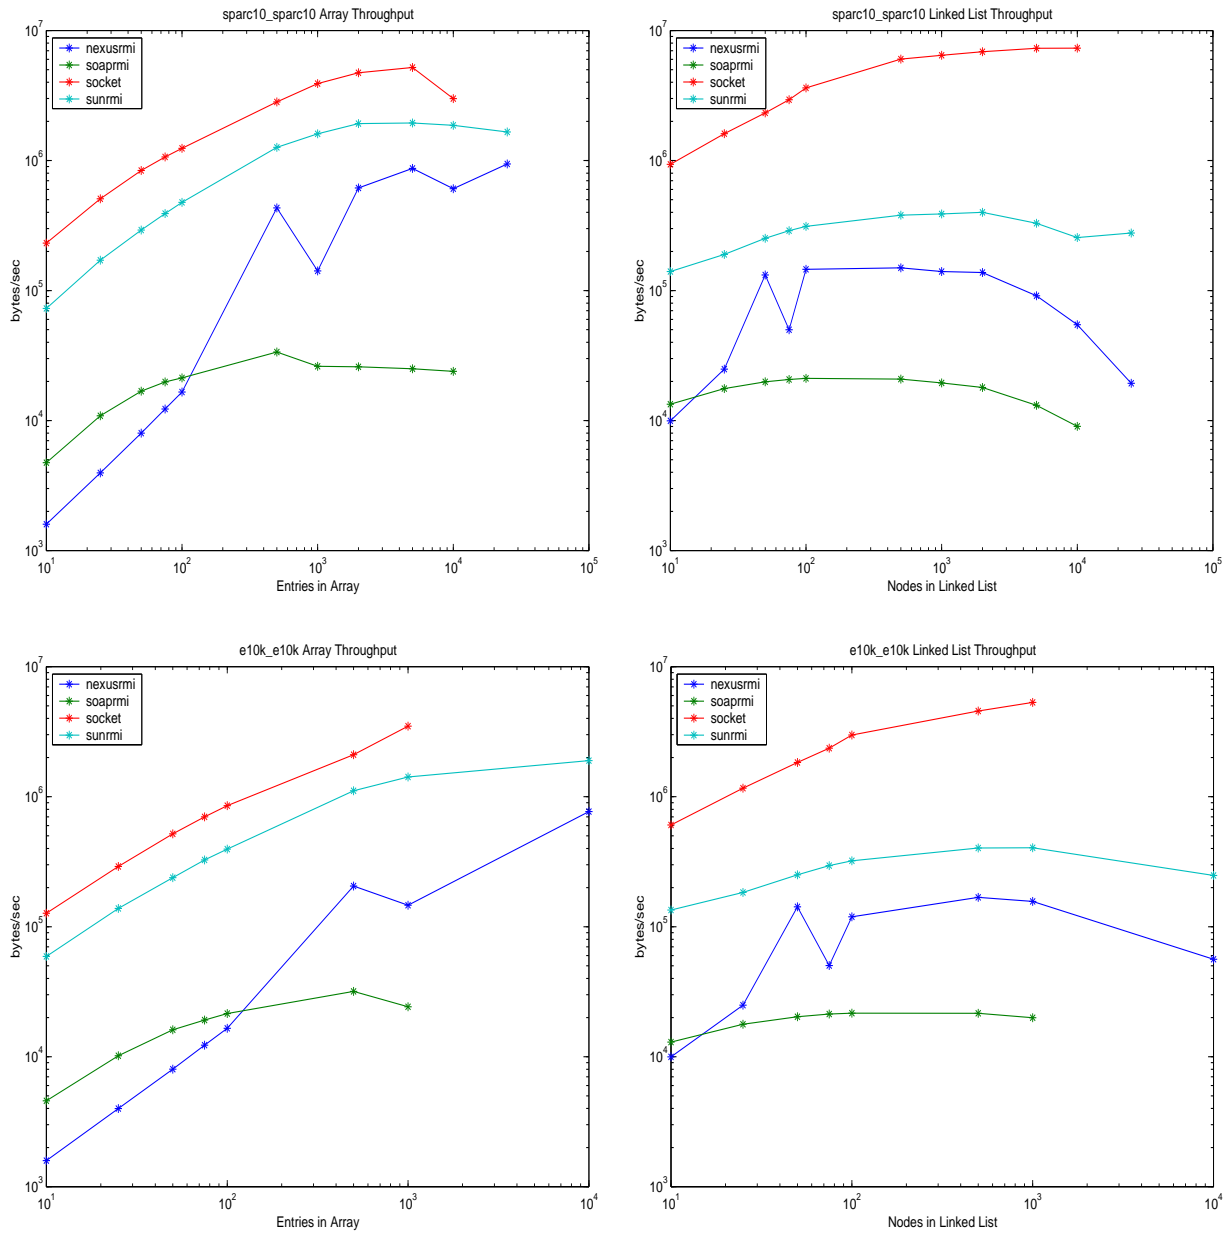 sparc10_sparc10 Array Throughput
10^7
10^6
10^5
10^4
10^3
bytes/sec
nexusrmi
soaprmi
socket
sunrmi
10^1 10^2 10^3 10^4 10^5
Entries in Array
sparc10_sparc10 Linked List Throughput
10^7
10^6
10^5
10^4
10^3
bytes/sec
nexusrmi
soaprmi
socket
sunrmi
10^1 10^2 10^3 10^4 10^5
Nodes in Linked List
e10k_e10k Array Throughput
10^7
10^6
10^5
10^4
10^3
bytes/sec
nexusrmi
soaprmi
socket
sunrmi
10^1 10^2 10^3 10^4
Entries in Array
e10k_e10k Linked List Throughput
10^7
10^6
10^5
10^4
10^3
bytes/sec
nexusrmi
soaprmi
socket
sunrmi
10^1 10^2 10^3 10^4
Nodes in Linked List